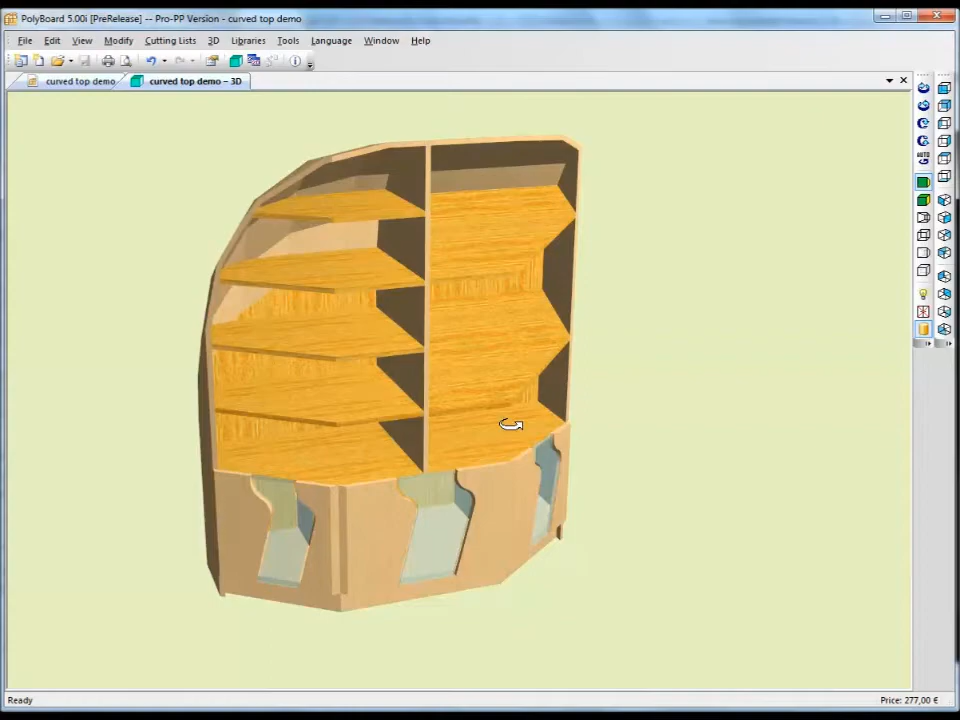 PolyBoard 5.00i [PreRelease] -- Pro-PP Version - curved top demo
File Edit View Modify Cutting Lists 3D Libraries Tools Language Window Help
curved top demo curved top demo – 3D
AUTO
Ready Price: 277,00 €